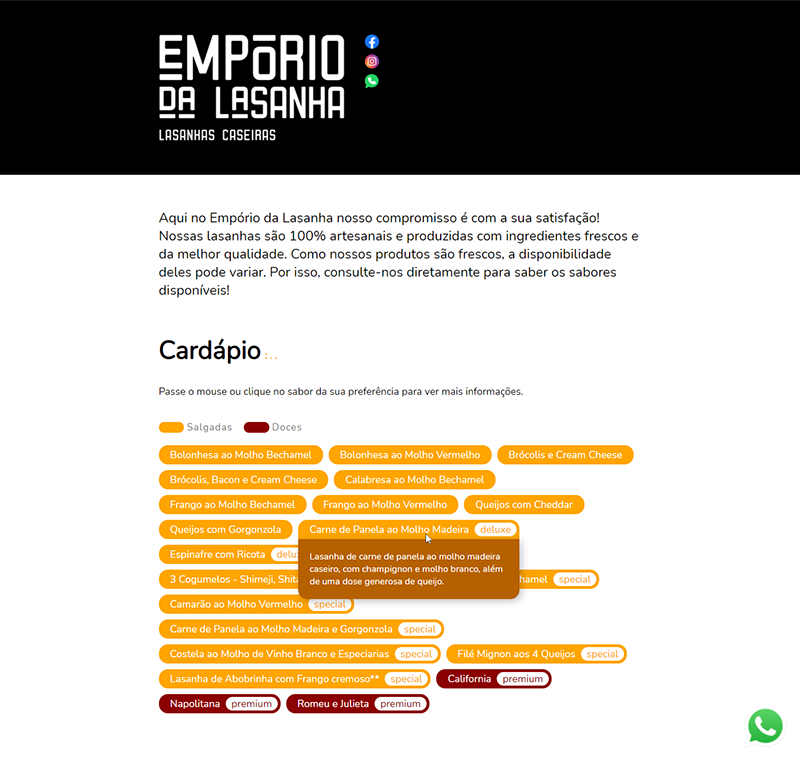 EMPÓRIO
DA LASANHA
LASANHAS CASEIRAS
Aqui no Empório da Lasanha nosso compromisso é com a sua satisfação!
Nossas lasanhas são 100% artesanais e produzidas com ingredientes frescos e
da melhor qualidade. Como nossos produtos são frescos, a disponibilidade
deles pode variar. Por isso, consulte-nos diretamente para saber os sabores
disponíveis!
Cardápio :..
Passe o mouse ou clique no sabor da sua preferência para ver mais informações.
Salgadas Doces
Bolonhesa ao Molho Bechamel Bolonhesa ao Molho Vermelho Brócolis e Cream Cheese
Brócolis, Bacon e Cream Cheese Calabresa ao Molho Bechamel
Frango ao Molho Bechamel Frango ao Molho Vermelho Queijos com Cheddar
Queijos com Gorgonzola Carne de Panela ao Molho Madeira deluxe
Espinafre com Ricota
Lasanha de carne de panela ao molho madeira
caseiro, com champignon e molho branco, além
de uma dose generosa de queijo.
3 Cogumelos - Shimeji, special
Camarão ao Molho Vermelho special
Carne de Panela ao Molho Madeira e Gorgonzola special
Costela ao Molho de Vinho Branco e Especiarias special Filé Mignon aos 4 Queijos special
Lasanha de Abobrinha com Frango cremoso** special California premium
Napolitana premium Romeu e Julieta premium